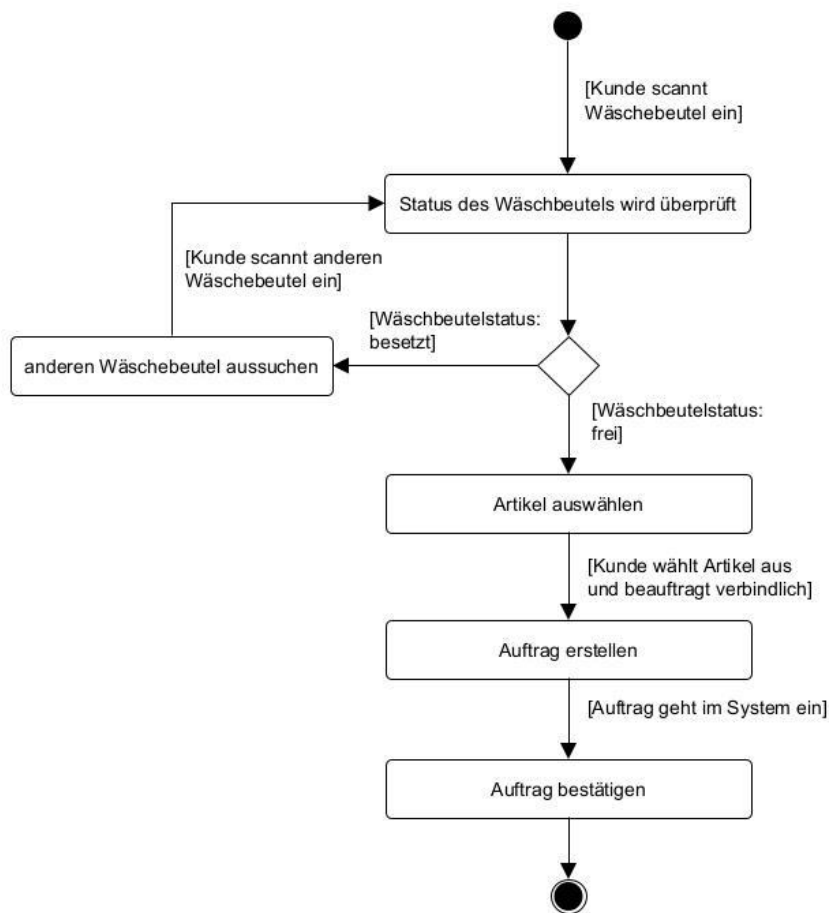 [Kunde scannt
Wäschebeutel ein]
Status des Wäschbeutels wird überprüft
[Kunde scannt anderen
Wäschebeutel ein]
[Wäschbeutelstatus:
besetzt]
anderen Wäschebeutel aussuchen
[Wäschbeutelstatus:
frei]
Artikel auswählen
[Kunde wählt Artikel aus
und beauftragt verbindlich]
Auftrag erstellen
[Auftrag geht im System ein]
Auftrag bestätigen